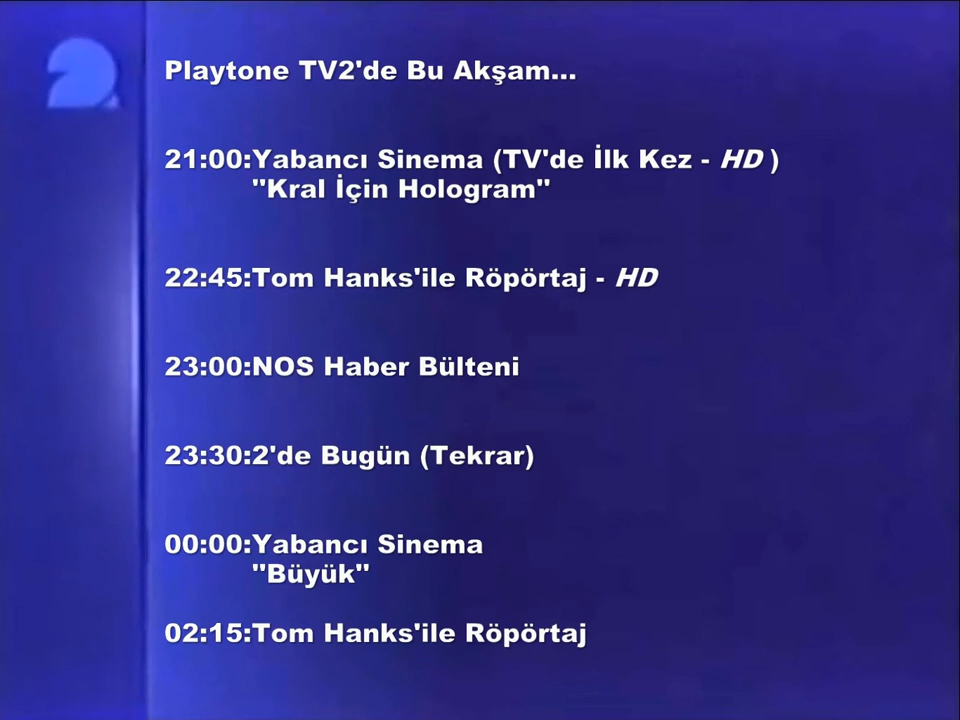 Playtone TV2'de Bu Akşam...
21:00:Yabancı Sinema (TV'de İlk Kez - HD )
"Kral İçin Hologram"
22:45:Tom Hanks'ile Röpörtaj - HD
23:00:NOS Haber Bülteni
23:30:2'de Bugün (Tekrar)
00:00:Yabancı Sinema
"Büyük"
02:15:Tom Hanks'ile Röpörtaj